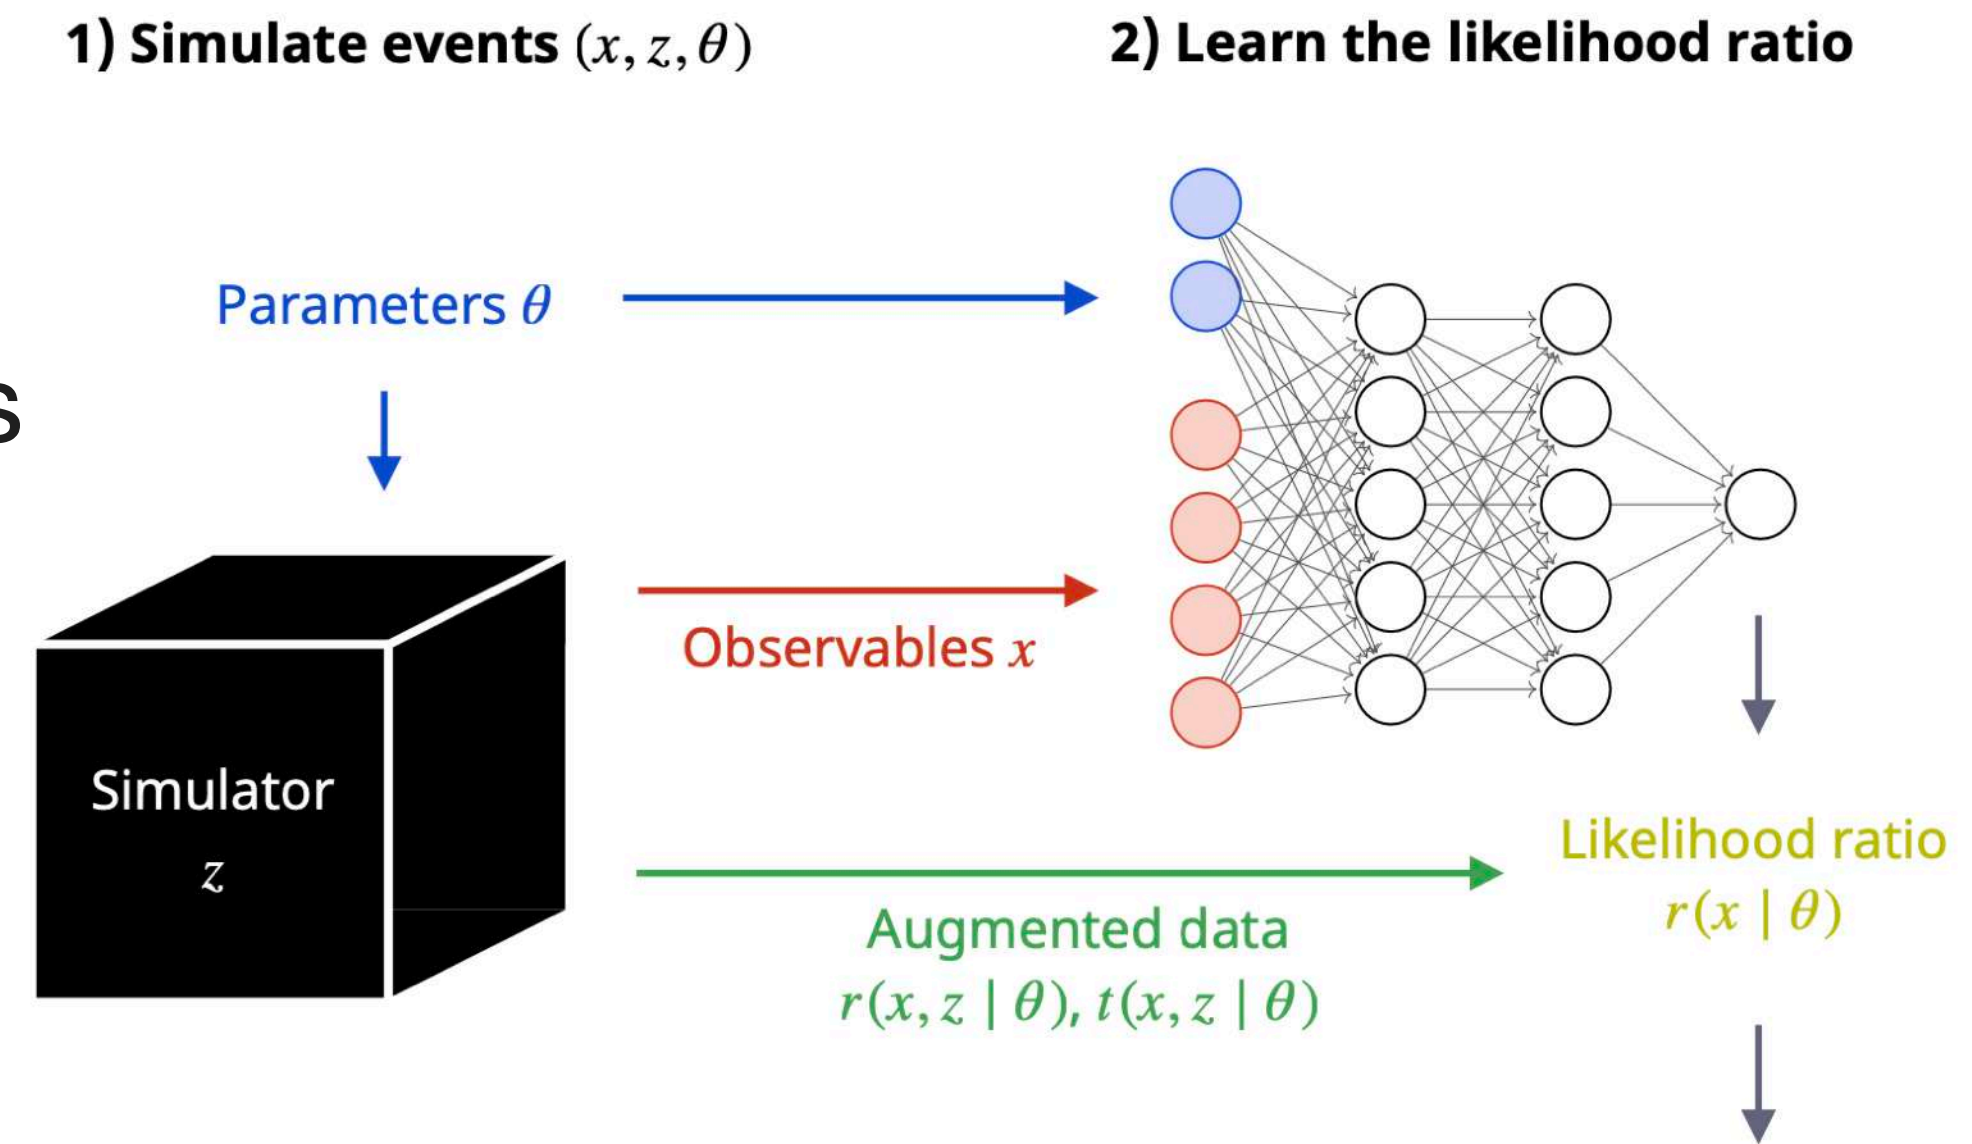 1) Simulate events (x, z, θ)
2) Learn the likelihood ratio
Parameters θ
s
Observables x
Simulator
z
Augmented data
r(x, z | θ), t(x, z | θ)
Likelihood ratio
r(x | θ)